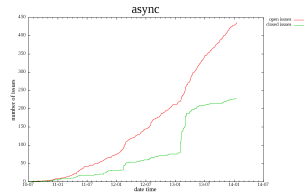 async
open issues
closed issues
450
400
350
300
250
200
150
100
50
0
number of issues
10-07 11-01 11-07 12-01 12-07 13-01 13-07 14-01 14-07
date time